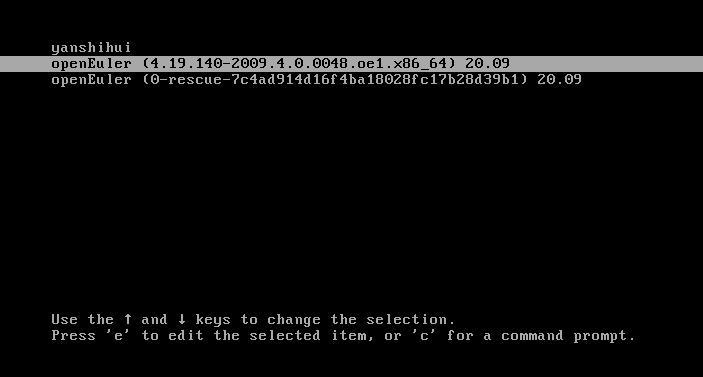 yanshihui
openEuler (4.19.140-2009.4.0.0048.oe1.x86_64) 20.09
openEuler (0-rescue-7c4ad914d16f4ba18028fc17b28d39b1) 20.09
Use the ↑ and ↓ keys to change the selection.
Press 'e' to edit the selected item, or 'c' for a command prompt.